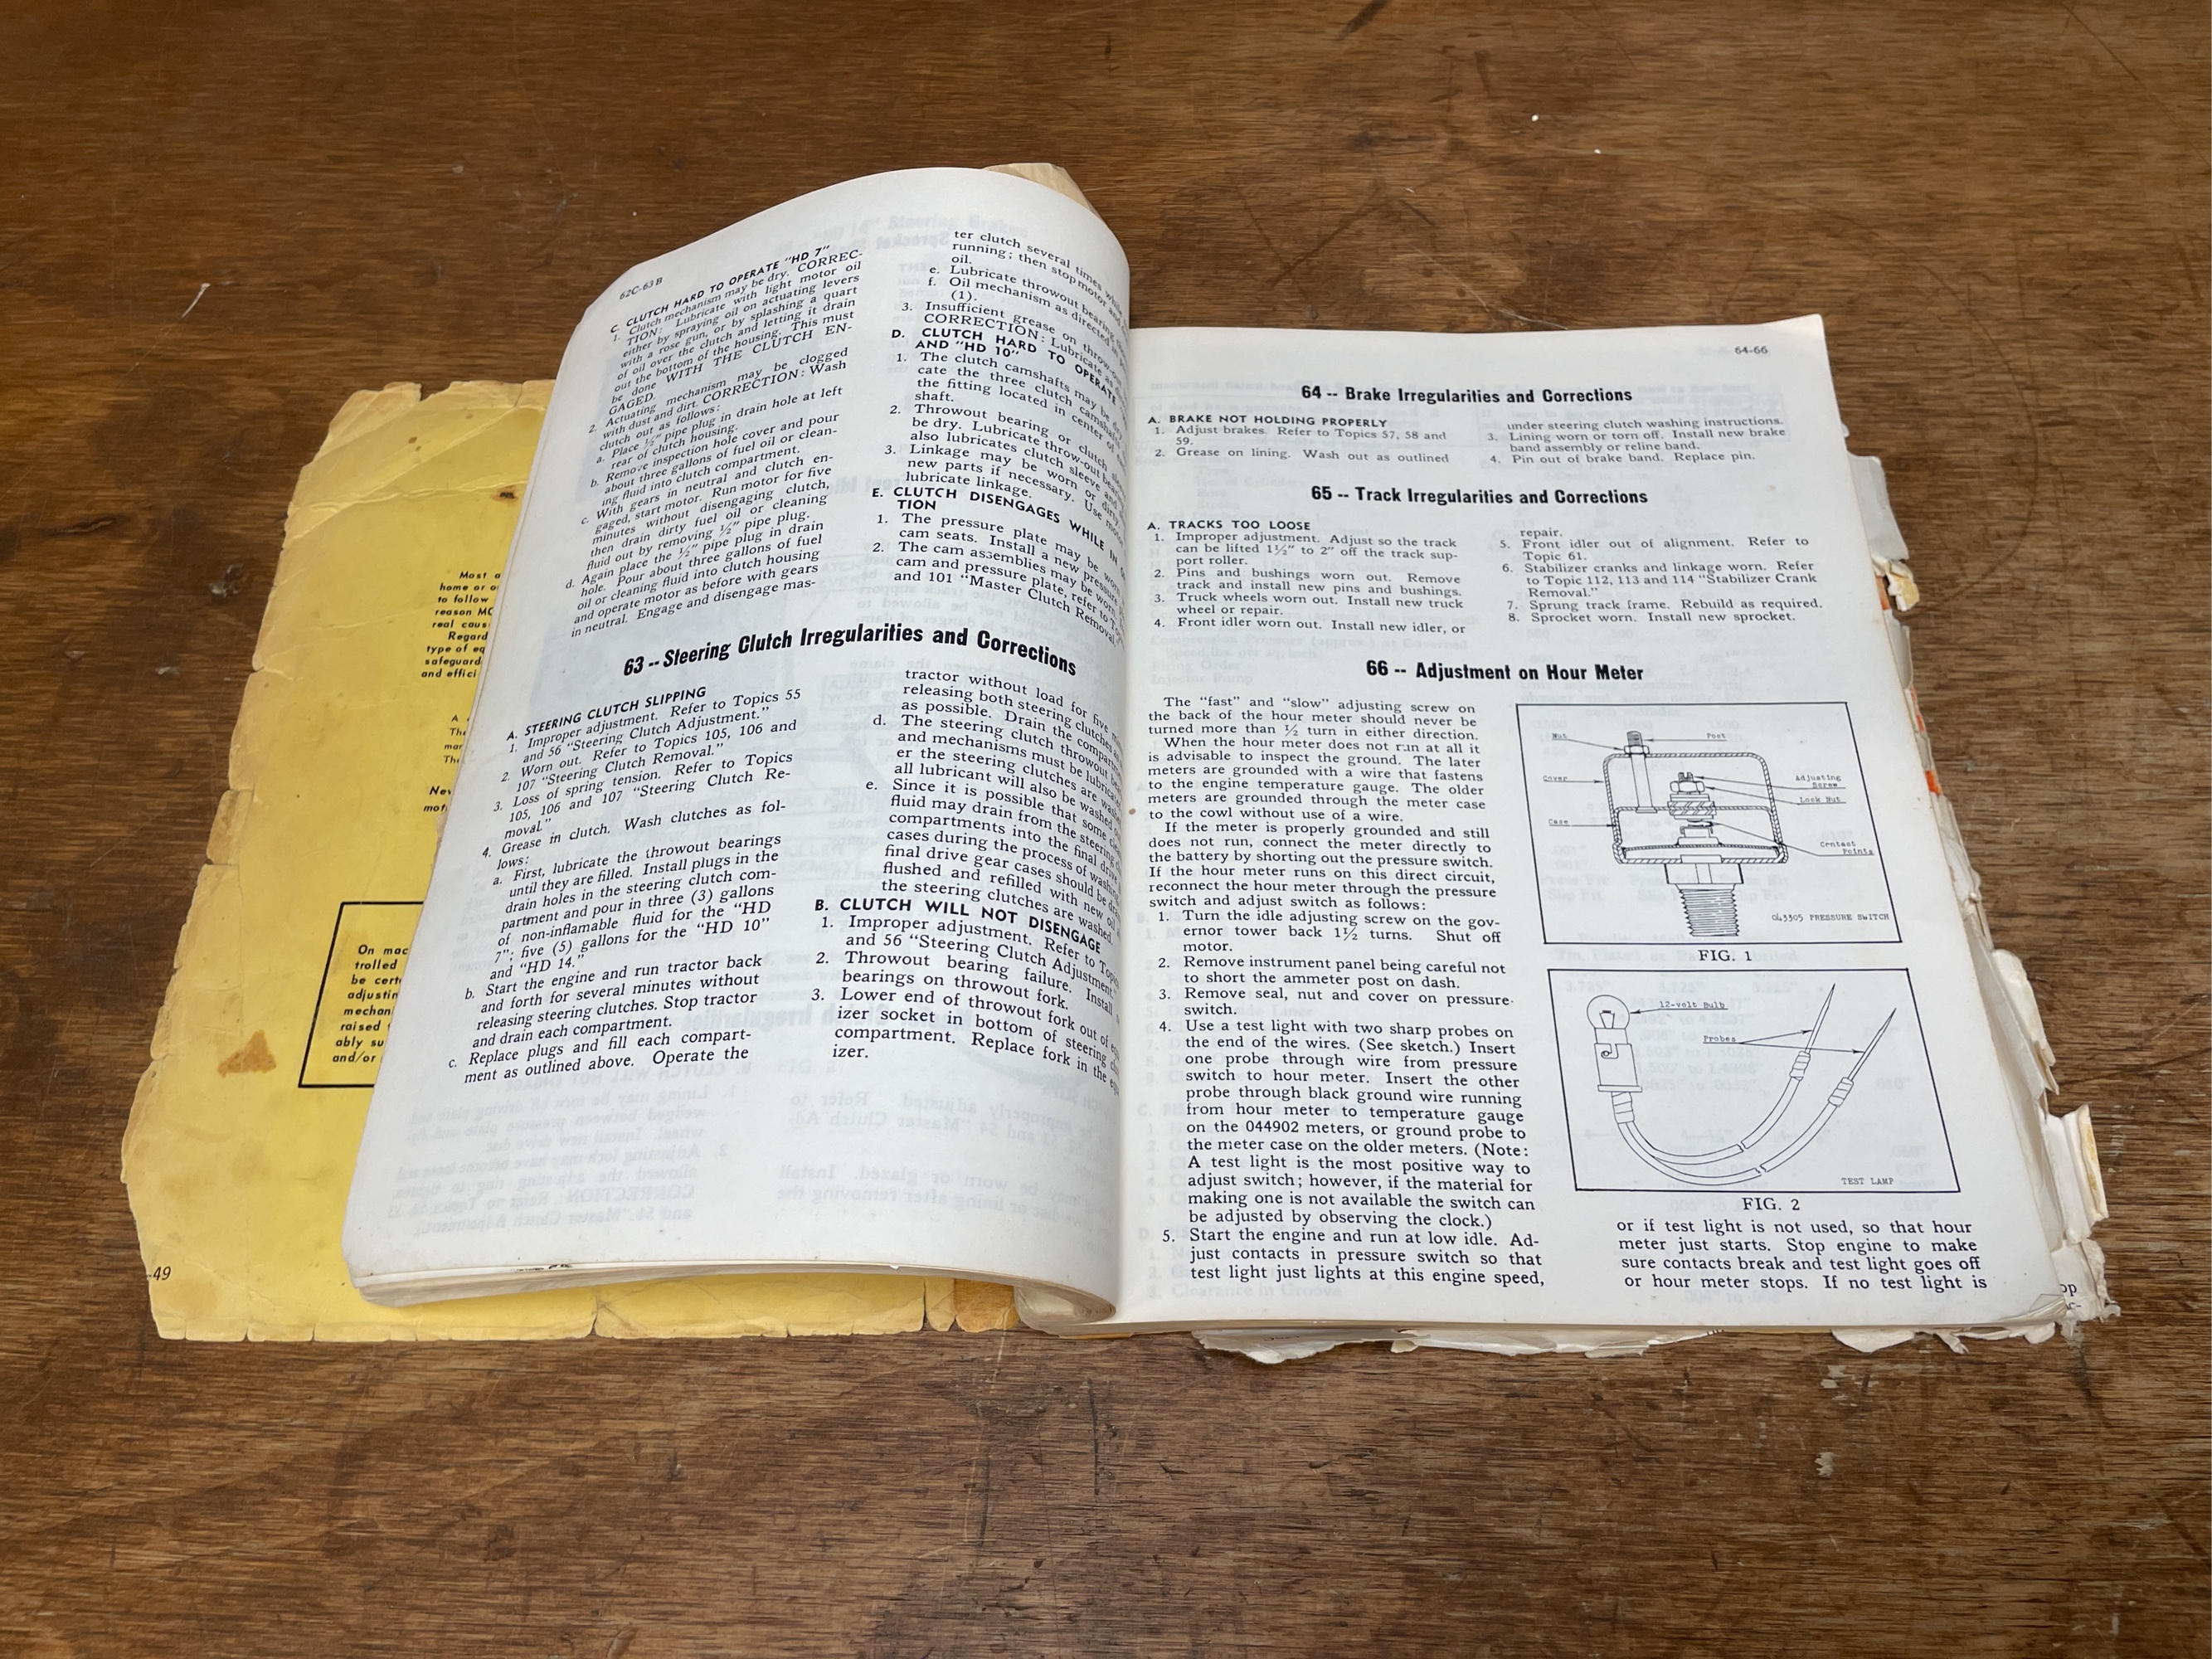 Most a
home or o
to follow
reason MC
real caus
Regard
type of eq
safeguard
and effici
A
The
mar
The
Nev
moti
On mac
trolled
be cert
adjustin
mechan
raised
ably su
and/or
-49
62C-63B
C. CLUTCH HARD TO OPERATE "HD 7"
1. Clutch mechanism may be dry. CORREC-
TION: Lubricate with light motor oil
either by spraying oil on actuating levers
with a rose gun, or by splashing a quart
of oil over the clutch and letting it drain
out the bottom of the housing. This must
be done WITH THE CLUTCH EN-
GAGED.
2. Actuating mechanism may be clogged
with dust and dirt. CORRECTION: Wash
clutch out as follows:
a. Place ½" pipe plug in drain hole at left
rear of clutch housing.
b. Remove inspection hole cover and pour
about three gallons of fuel oil or clean-
ing fluid into clutch compartment.
c. With gears in neutral and clutch en-
gaged, start motor. Run motor for five
minutes without disengaging clutch,
then drain dirty fuel oil or cleaning
fluid out by removing ½" pipe plug.
d. Again place the ½" pipe plug in drain
hole. Pour about three gallons of fuel
oil or cleaning fluid into clutch housing
and operate motor as before with gears
in neutral. Engage and disengage mas-
ter clutch several times
running; then stop motor and
oil.
e. Lubricate throwout bearing
f. Oil mechanism as directed in
(1).
3. Insufficient grease on throw-out
CORRECTION: Lubricate
D. CLUTCH HARD TO OPERATE
AND "HD 10"
1. The clutch camshafts may be dry.
cate the three clutch camshafts
the fitting located in center of
shaft.
2. Throwout bearing or clutch
be dry. Lubricate throw-out bearing
also lubricates clutch sleeve
3. Linkage may be worn or dirty.
new parts if necessary. Use
lubricate linkage.
E. CLUTCH DISENGAGES WHILE IN
TION
1. The pressure plate may be worn
cam seats. Install a new pressure
2. The cam assemblies may be worn
cam and pressure plate, refer to
and 101 "Master Clutch Removal
63 -- Steering Clutch Irregularities and Corrections
A. STEERING CLUTCH SLIPPING
1. Improper adjustment. Refer to Topics 55
and 56 "Steering Clutch Adjustment."
2. Worn out. Refer to Topics 105, 106 and
107 "Steering Clutch Removal."
3. Loss of spring tension. Refer to Topics
105, 106 and 107 "Steering Clutch Re-
moval."
4. Grease in clutch. Wash clutches as fol-
lows:
a. First, lubricate the throwout bearings
until they are filled. Install plugs in the
drain holes in the steering clutch com-
partment and pour in three (3) gallons
of non-inflamable fluid for the "HD
7"; five (5) gallons for the "HD 10"
and "HD 14."
b. Start the engine and run tractor back
and forth for several minutes without
releasing steering clutches. Stop tractor
and drain each compartment.
c. Replace plugs and fill each compart-
ment as outlined above. Operate the
tractor without load for five
releasing both steering clutches
as possible. Drain the compart
d. The steering clutch throwout
and mechanisms must be lubricated
er the steering clutches are washed
all lubricant will also be washed
e. Since it is possible that some
fluid may drain from the steering
compartments into the final drive
cases during the process of washing
final drive gear cases should be
flushed and refilled with new oil
the steering clutches are washed.
B. CLUTCH WILL NOT DISENGAGE
1. Improper adjustment. Refer to Topics
and 56 "Steering Clutch Adjustment
2. Throwout bearing failure. Install
bearings on throwout fork.
3. Lower end of throwout fork out of
izer socket in bottom of steering
compartment. Replace fork in the
izer.
64-66
64 -- Brake Irregularities and Corrections
A. BRAKE NOT HOLDING PROPERLY
1. Adjust brakes. Refer to Topics 57, 58 and
59.
2. Grease on lining. Wash out as outlined
under steering clutch washing instructions.
3. Lining worn or torn off. Install new brake
band assembly or reline band.
4. Pin out of brake band. Replace pin.
65 -- Track Irregularities and Corrections
A. TRACKS TOO LOOSE
1. Improper adjustment. Adjust so the track
can be lifted 1½" to 2" off the track sup-
port roller.
2. Pins and bushings worn out. Remove
track and install new pins and bushings.
3. Truck wheels worn out. Install new truck
wheel or repair.
4. Front idler worn out. Install new idler, or
repair.
5. Front idler out of alignment. Refer to
Topic 61.
6. Stabilizer cranks and linkage worn. Refer
to Topic 112, 113 and 114 "Stabilizer Crank
Removal."
7. Sprung track frame. Rebuild as required.
8. Sprocket worn. Install new sprocket.
66 -- Adjustment on Hour Meter
The "fast" and "slow" adjusting screw on
the back of the hour meter should never be
turned more than ½ turn in either direction.
When the hour meter does not run at all it
is advisable to inspect the ground. The later
meters are grounded with a wire that fastens
to the engine temperature gauge. The older
meters are grounded through the meter case
to the cowl without use of a wire.
If the meter is properly grounded and still
does not run, connect the meter directly to
the battery by shorting out the pressure switch.
If the hour meter runs on this direct circuit,
reconnect the hour meter through the pressure
switch and adjust switch as follows:
1. Turn the idle adjusting screw on the gov-
ernor tower back 1½ turns. Shut off
motor.
2. Remove instrument panel being careful not
to short the ammeter post on dash.
3. Remove seal, nut and cover on pressure
switch.
4. Use a test light with two sharp probes on
the end of the wires. (See sketch.) Insert
one probe through wire from pressure
switch to hour meter. Insert the other
probe through black ground wire running
from hour meter to temperature gauge
on the 044902 meters, or ground probe to
the meter case on the older meters. (Note:
A test light is the most positive way to
adjust switch; however, if the material for
making one is not available the switch can
be adjusted by observing the clock.)
5. Start the engine and run at low idle. Ad-
just contacts in pressure switch so that
test light just lights at this engine speed,
Nut
Post
Cover
Adjusting
Screw
Lock Nut
Case
Contact
Points
043305 PRESSURE SWITCH
FIG. 1
12-volt Bulb
Probes
TEST LAMP
FIG. 2
or if test light is not used, so that hour
meter just starts. Stop engine to make
sure contacts break and test light goes off
or hour meter stops. If no test light is
op